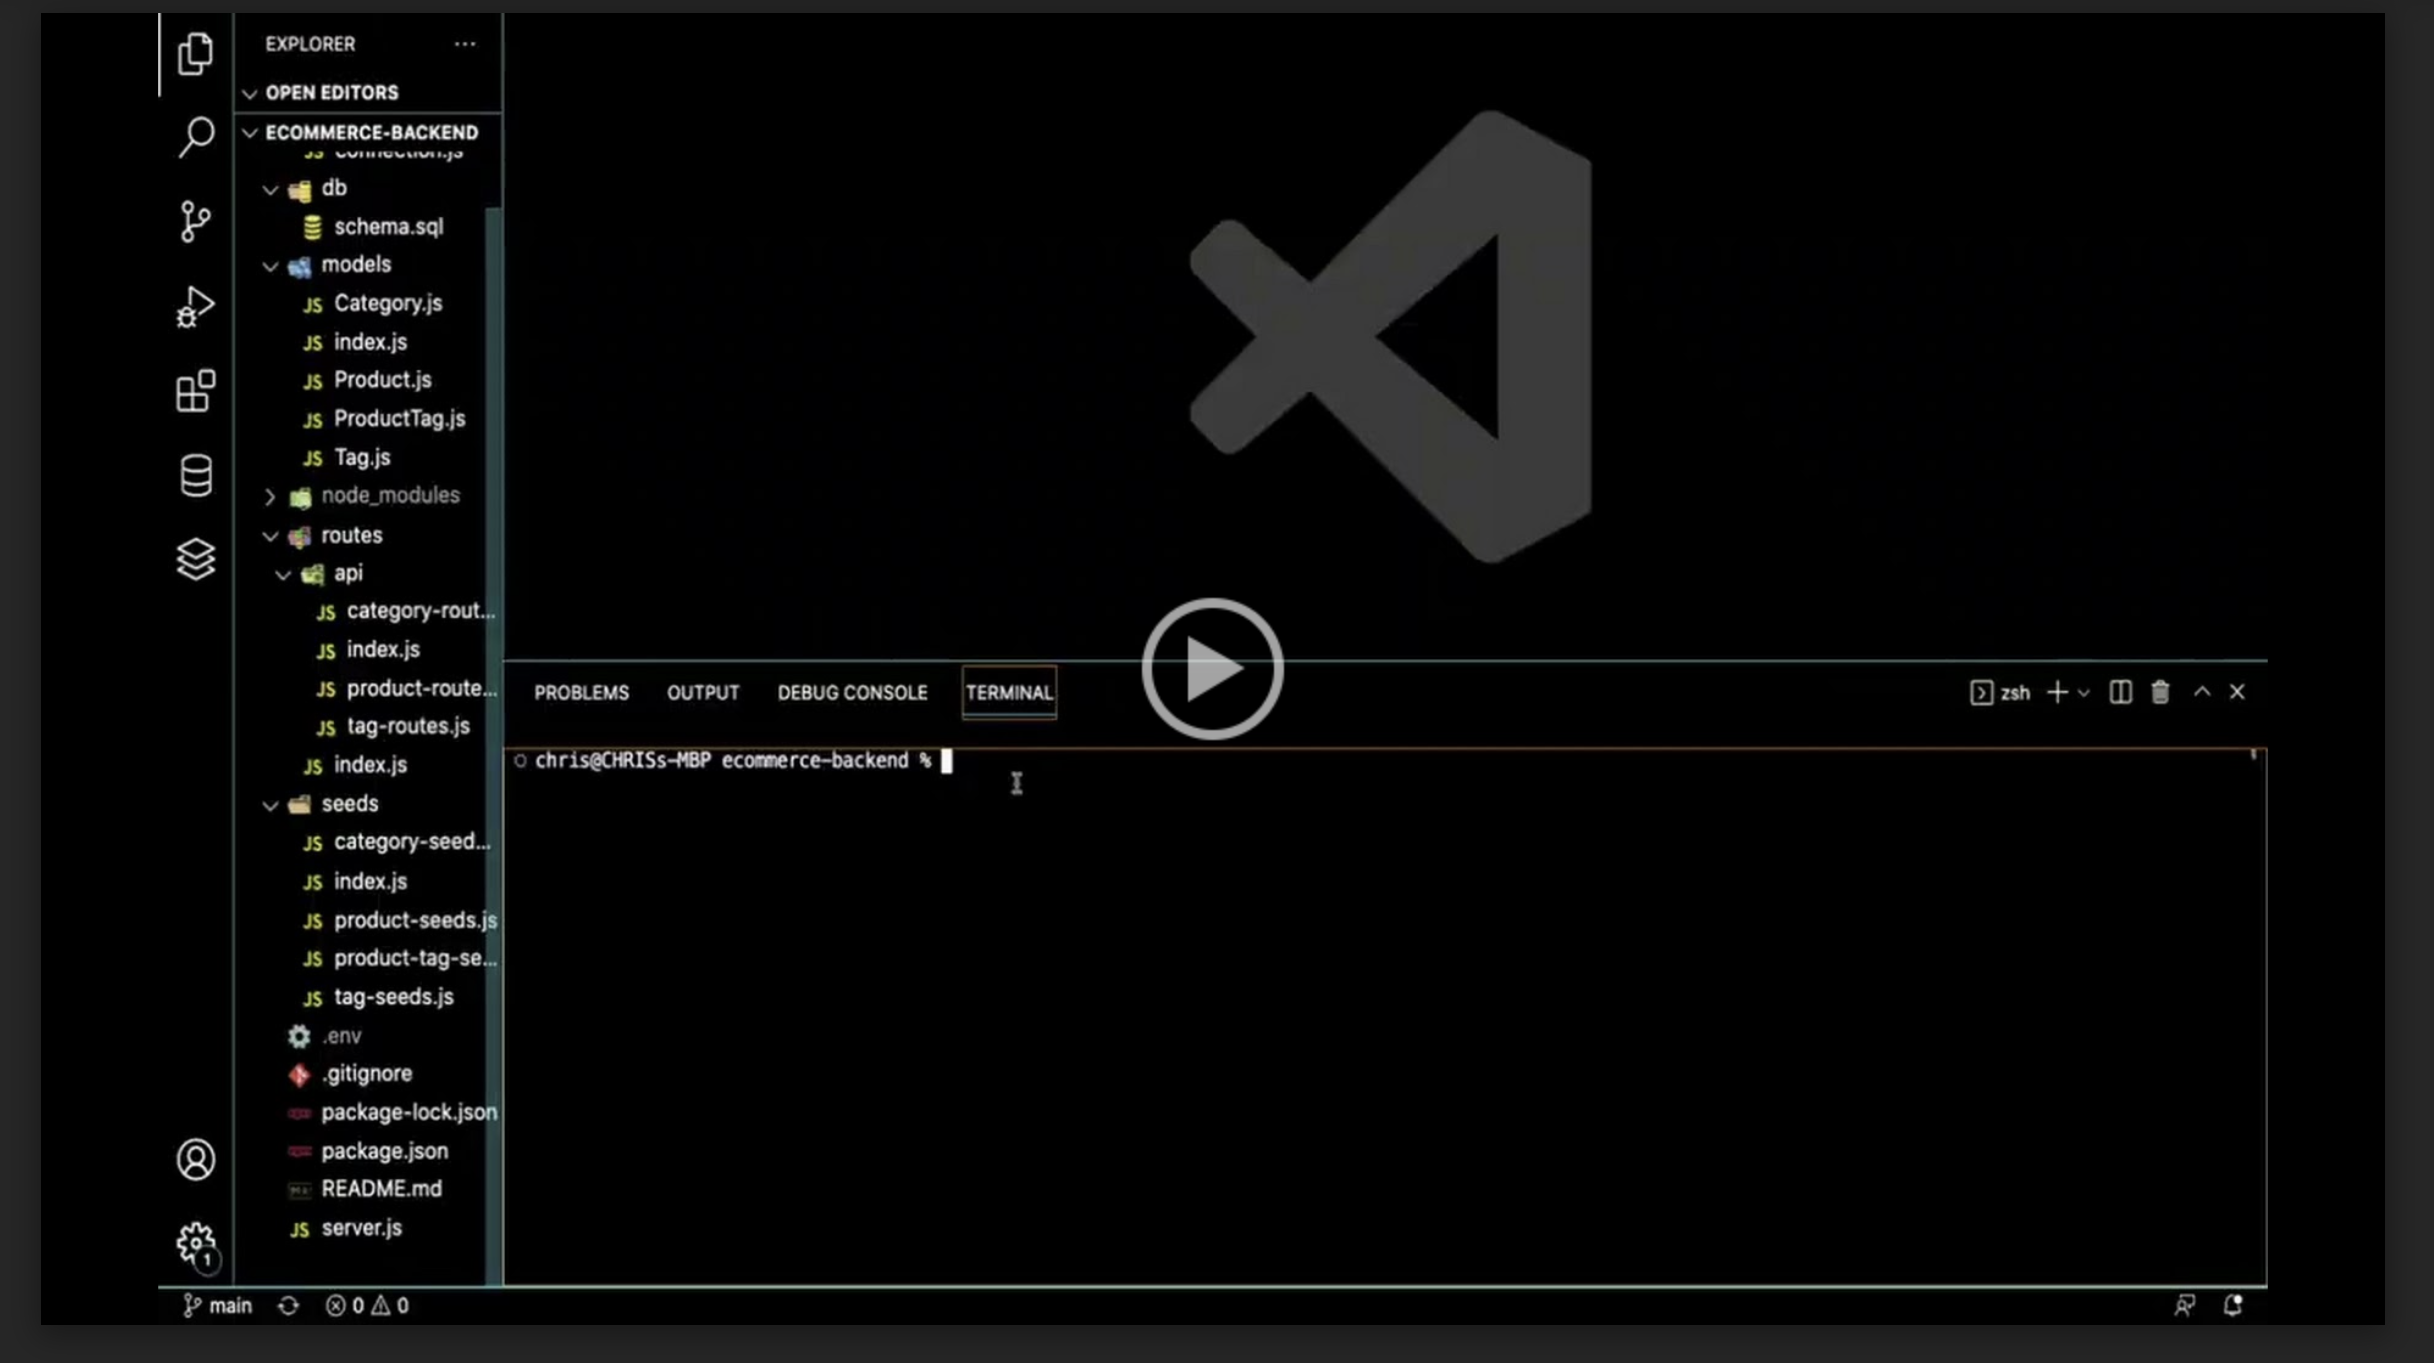 EXPLORER
OPEN EDITORS
ECOMMERCE-BACKEND
JS connection.js
db
schema.sql
models
JS Category.js
JS index.js
JS Product.js
JS ProductTag.js
JS Tag.js
node_modules
routes
api
JS category-rout...
JS index.js
JS product-route...
JS tag-routes.js
JS index.js
seeds
JS category-seed...
JS index.js
JS product-seeds.js
JS product-tag-se...
JS tag-seeds.js
.env
.gitignore
package-lock.json
package.json
README.md
JS server.js
1
PROBLEMS OUTPUT DEBUG CONSOLE TERMINAL
zsh
chris@CHRISs-MBP ecommerce-backend %
main 0 0